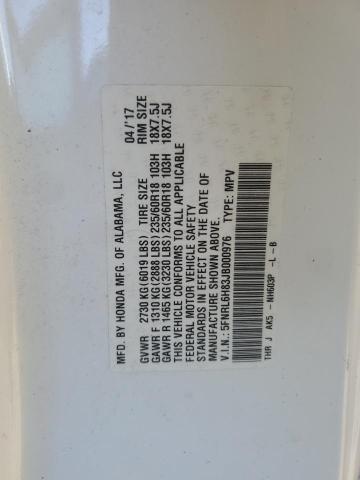 MFD. BY HONDA MFG. OF ALABAMA, LLC 04/'17
GVWR 2730 KG(6019 LBS) TIRE SIZE RIM SIZE
GAWR F 1310 KG(2888 LBS) 235/60R18 103H 18X7.5J
GAWR R 1465 KG(3230 LBS) 235/60R18 103H 18X7.5J
THIS VEHICLE CONFORMS TO ALL APPLICABLE
FEDERAL MOTOR VEHICLE SAFETY
STANDARDS IN EFFECT ON THE DATE OF
MANUFACTURE SHOWN ABOVE.
V.I.N.: 5FNRL6H83JB000976 TYPE: MPV
THR J AK5 - NH603P -L -B